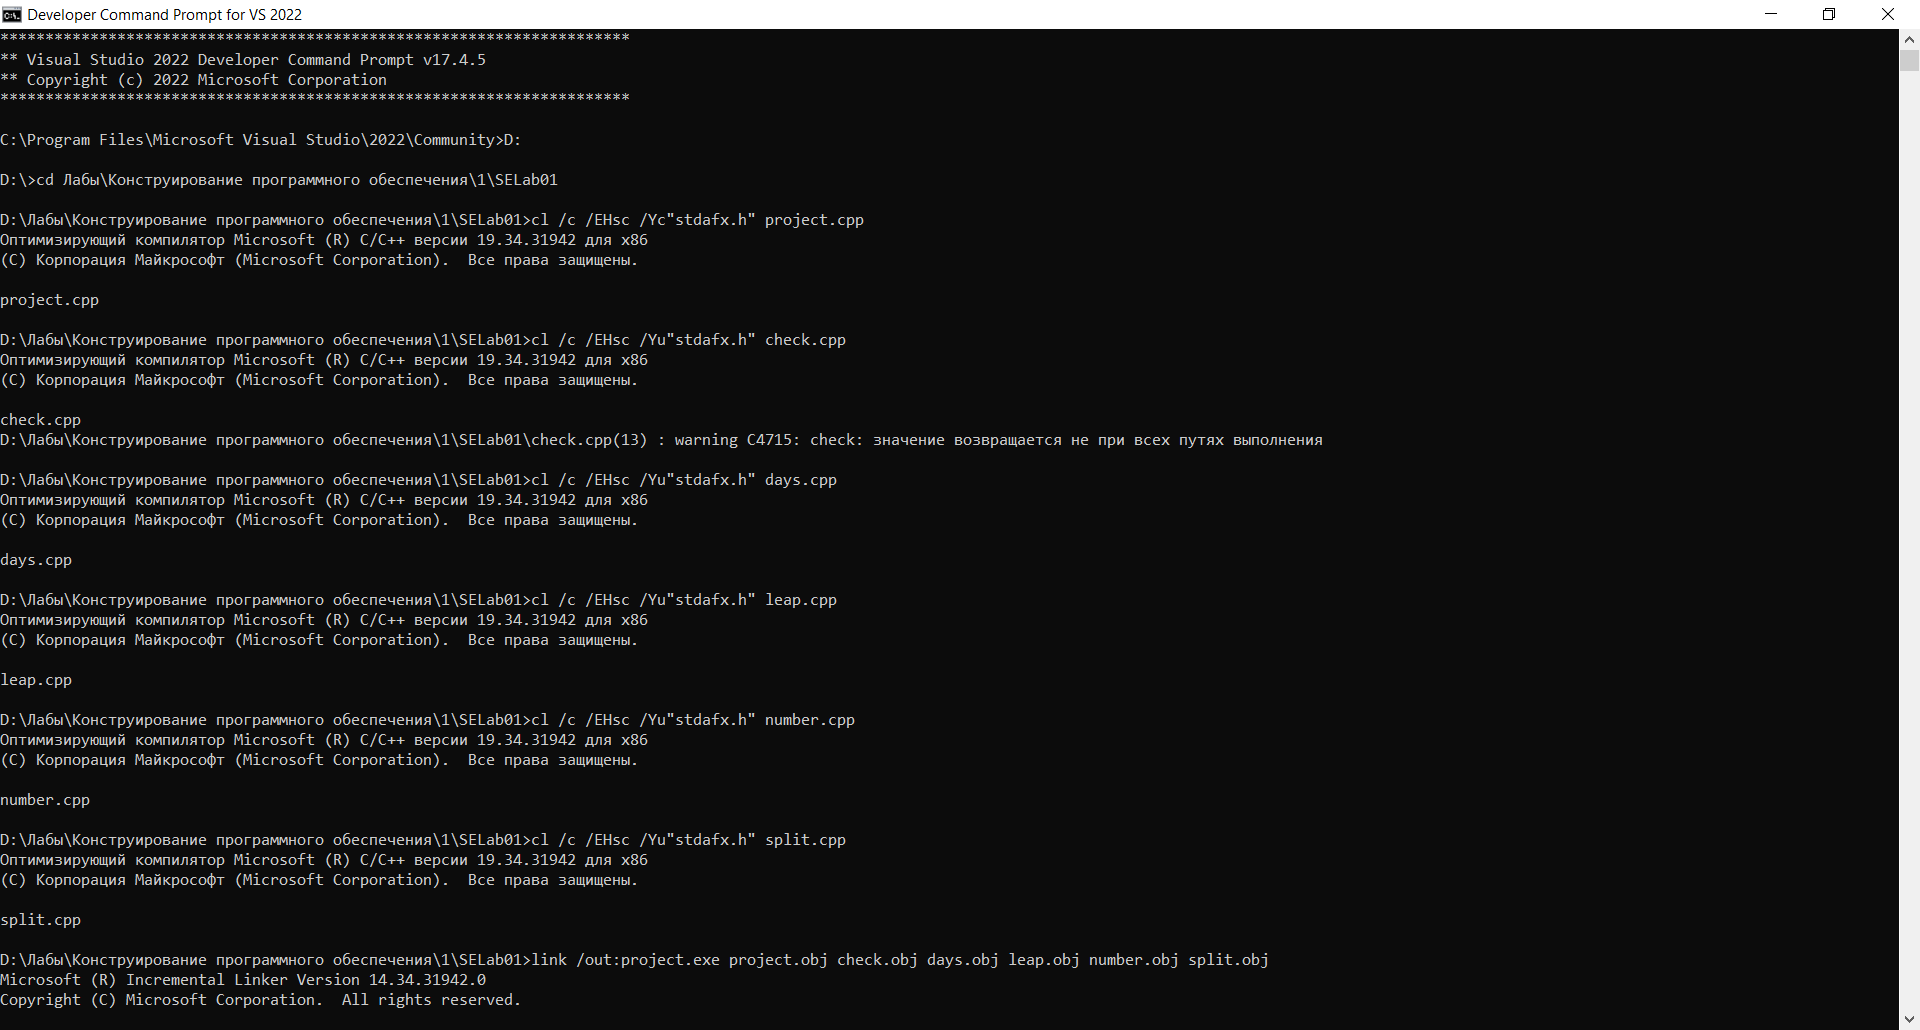 Developer Command Prompt for VS 2022
**********************************************************************
** Visual Studio 2022 Developer Command Prompt v17.4.5
** Copyright (c) 2022 Microsoft Corporation
**********************************************************************
C:\Program Files\Microsoft Visual Studio\2022\Community>D:
D:\>cd Лабы\Конструирование программного обеспечения\1\SELab01
D:\Лабы\Конструирование программного обеспечения\1\SELab01>cl /c /EHsc /Yc"stdafx.h" project.cpp
Оптимизирующий компилятор Microsoft (R) C/C++ версии 19.34.31942 для x86
(C) Корпорация Майкрософт (Microsoft Corporation).  Все права защищены.
project.cpp
D:\Лабы\Конструирование программного обеспечения\1\SELab01>cl /c /EHsc /Yu"stdafx.h" check.cpp
Оптимизирующий компилятор Microsoft (R) C/C++ версии 19.34.31942 для x86
(C) Корпорация Майкрософт (Microsoft Corporation).  Все права защищены.
check.cpp
D:\Лабы\Конструирование программного обеспечения\1\SELab01\check.cpp(13) : warning C4715: check: значение возвращается не при всех путях выполнения
D:\Лабы\Конструирование программного обеспечения\1\SELab01>cl /c /EHsc /Yu"stdafx.h" days.cpp
Оптимизирующий компилятор Microsoft (R) C/C++ версии 19.34.31942 для x86
(C) Корпорация Майкрософт (Microsoft Corporation).  Все права защищены.
days.cpp
D:\Лабы\Конструирование программного обеспечения\1\SELab01>cl /c /EHsc /Yu"stdafx.h" leap.cpp
Оптимизирующий компилятор Microsoft (R) C/C++ версии 19.34.31942 для x86
(C) Корпорация Майкрософт (Microsoft Corporation).  Все права защищены.
leap.cpp
D:\Лабы\Конструирование программного обеспечения\1\SELab01>cl /c /EHsc /Yu"stdafx.h" number.cpp
Оптимизирующий компилятор Microsoft (R) C/C++ версии 19.34.31942 для x86
(C) Корпорация Майкрософт (Microsoft Corporation).  Все права защищены.
number.cpp
D:\Лабы\Конструирование программного обеспечения\1\SELab01>cl /c /EHsc /Yu"stdafx.h" split.cpp
Оптимизирующий компилятор Microsoft (R) C/C++ версии 19.34.31942 для x86
(C) Корпорация Майкрософт (Microsoft Corporation).  Все права защищены.
split.cpp
D:\Лабы\Конструирование программного обеспечения\1\SELab01>link /out:project.exe project.obj check.obj days.obj leap.obj number.obj split.obj
Microsoft (R) Incremental Linker Version 14.34.31942.0
Copyright (C) Microsoft Corporation.  All rights reserved.